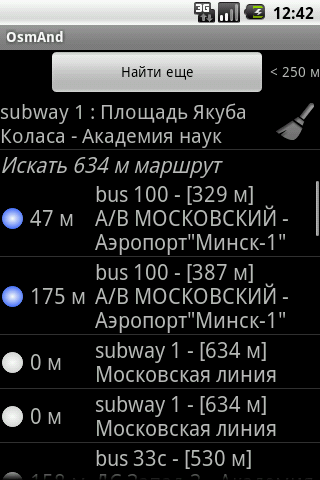 3G 12:42
OsmAnd
Найти еще < 250 м
subway 1 : Площадь Якуба
Коласа - Академия наук
Искать 634 м маршрут
bus 100 - [329 м]
47 м А/В МОСКОВСКИЙ -
Аэропорт"Минск-1"
bus 100 - [387 м]
175 м А/В МОСКОВСКИЙ -
Аэропорт"Минск-1"
subway 1 - [634 м]
0 м Московская линия
subway 1 - [634 м]
0 м Московская линия
bus 33с - [530 м]